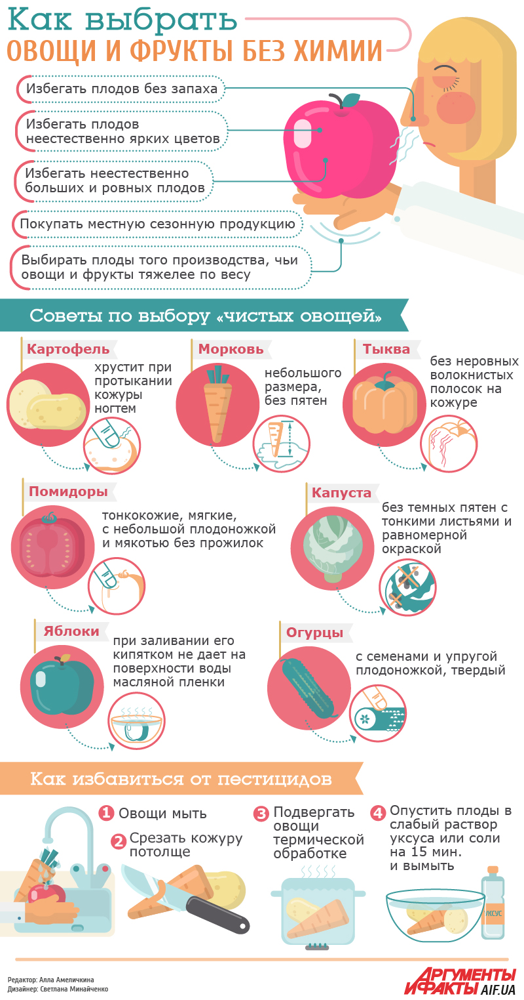 Как выбрать
ОВОЩИ И ФРУКТЫ БЕЗ ХИМИИ
Избегать плодов без запаха
Избегать плодов
неестественно ярких цветов
Избегать неестественно
больших и ровных плодов
Покупать местную сезонную продукцию
Выбирать плоды того производства, чьи
овощи и фрукты тяжелее по весу
Советы по выбору «чистых овощей»
Картофель
хрустит при
протыкании
кожуры
ногтем
Морковь
небольшого
размера,
без пятен
Тыква
без неровных
волокнистых
полосок на
кожуре
Помидоры
тонкокожие, мягкие,
с небольшой плодоножкой
и мякотью без прожилок
Капуста
без темных пятен с
тонкими листьями и
равномерной
окраской
Яблоки
при заливании его
кипятком не дает на
поверхности воды
масляной пленки
Огурцы
с семенами и упругой
плодоножкой, твердый
Как избавиться от пестицидов
1 Овощи мыть
2 Срезать кожуру
потолще
3 Подвергать
овощи
термической
обработке
4 Опустить плоды в
слабый раствор
уксуса или соли
на 15 мин.
и вымыть
УКСУС
Редактор: Алла Амеличкина
Дизайнер: Светлана Минайченко
АРГУМЕНТЫ
И ФАКТЫ AIF.UA